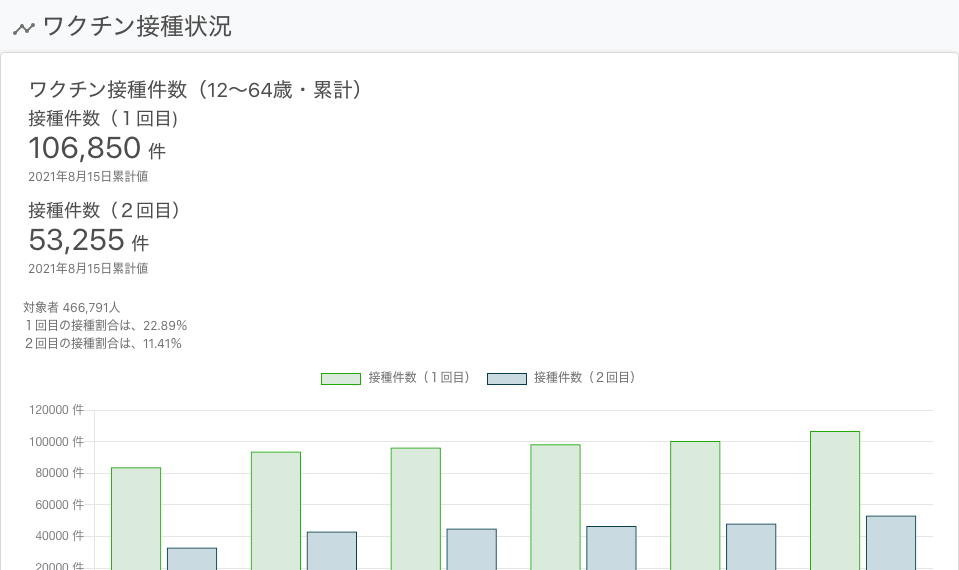 ワクチン接種状況
ワクチン接種件数（12〜64歳・累計）
接種件数（１回目)
106,850 件
2021年8月15日累計値
接種件数（２回目）
53,255 件
2021年8月15日累計値
対象者 466,791人
１回目の接種割合は、22.89%
２回目の接種割合は、11.41%
接種件数（１回目） 接種件数（２回目）
120000 件
100000 件
80000 件
60000 件
40000 件
20000 件